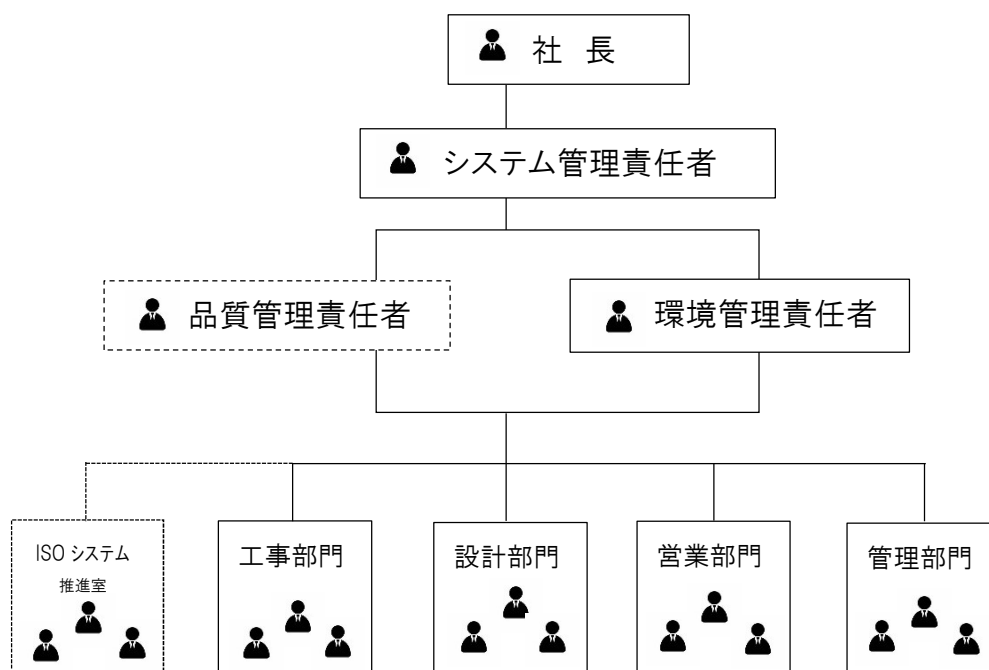 社 長
システム管理責任者
品質管理責任者
環境管理責任者
ISO システム
推進室
工事部門
設計部門
営業部門
管理部門